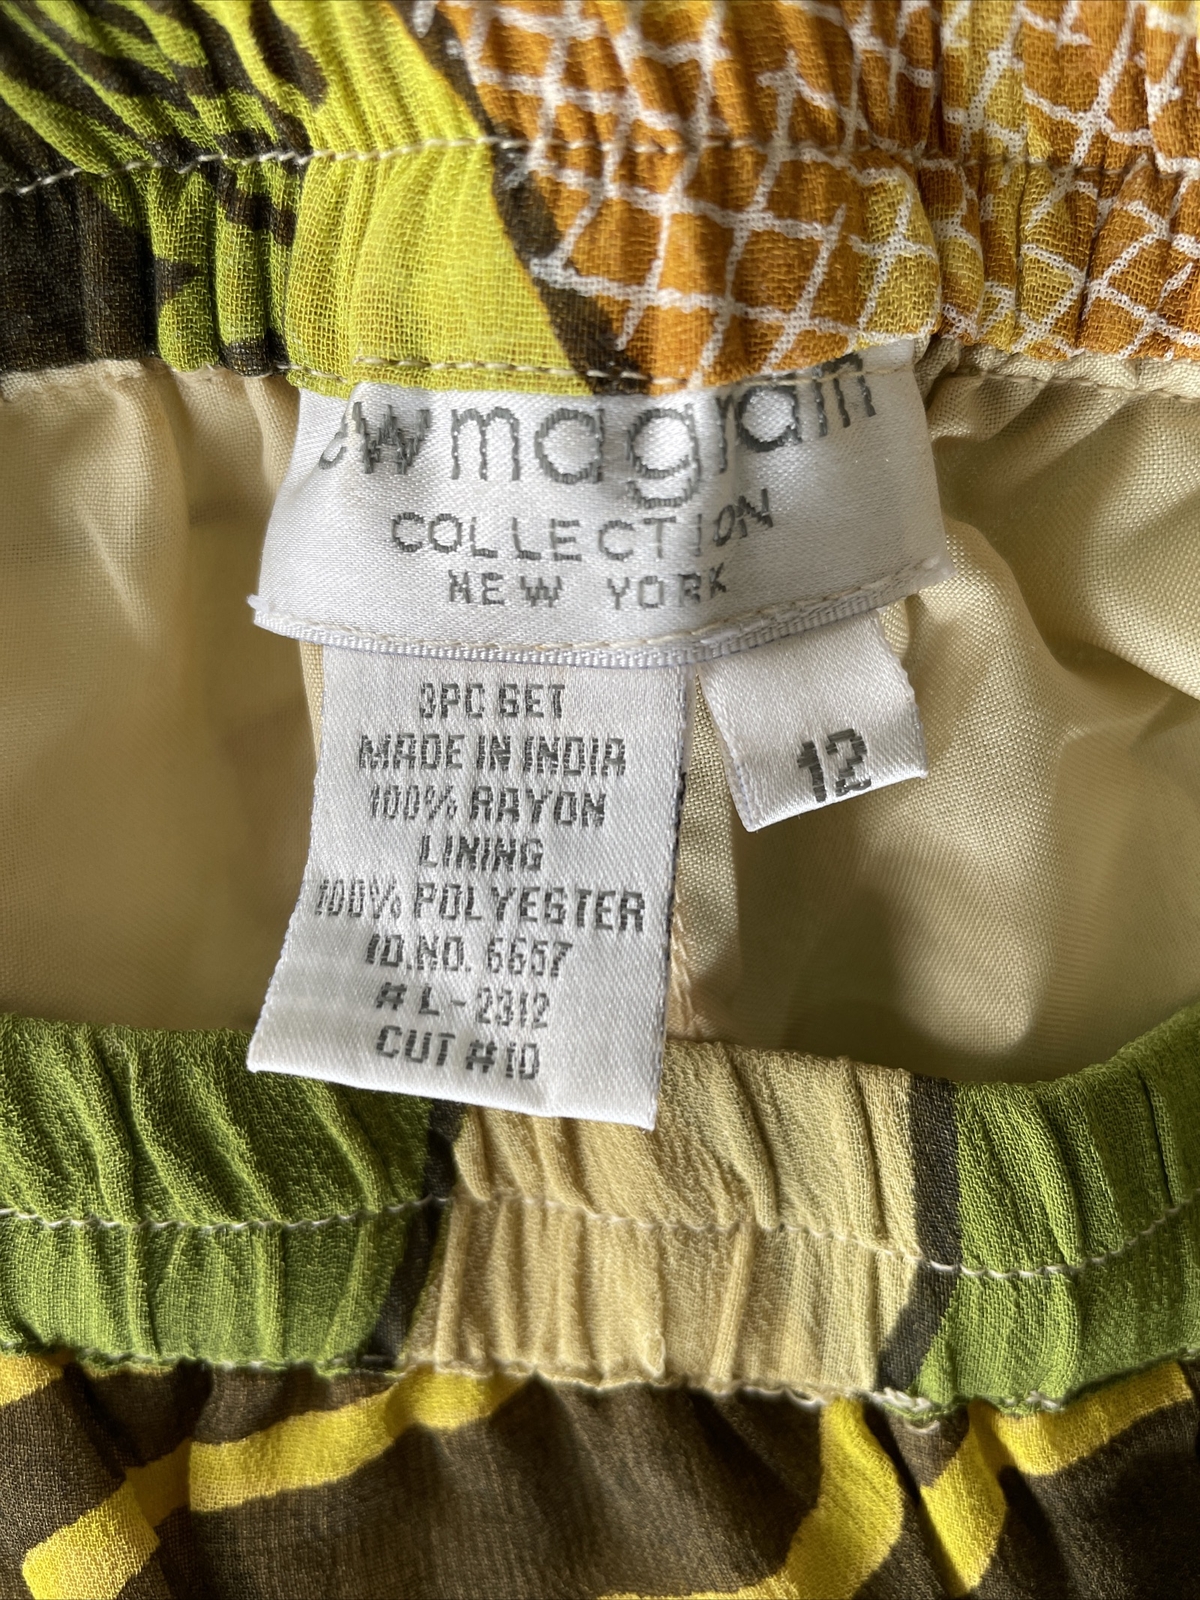 ewmagram
COLLECTION
NEW YORK
3PC SET
MADE IN INDIA
100% RAYON
LINING
100% POLYESTER
ID.NO. 6657
# L-2312
CUT #10
12